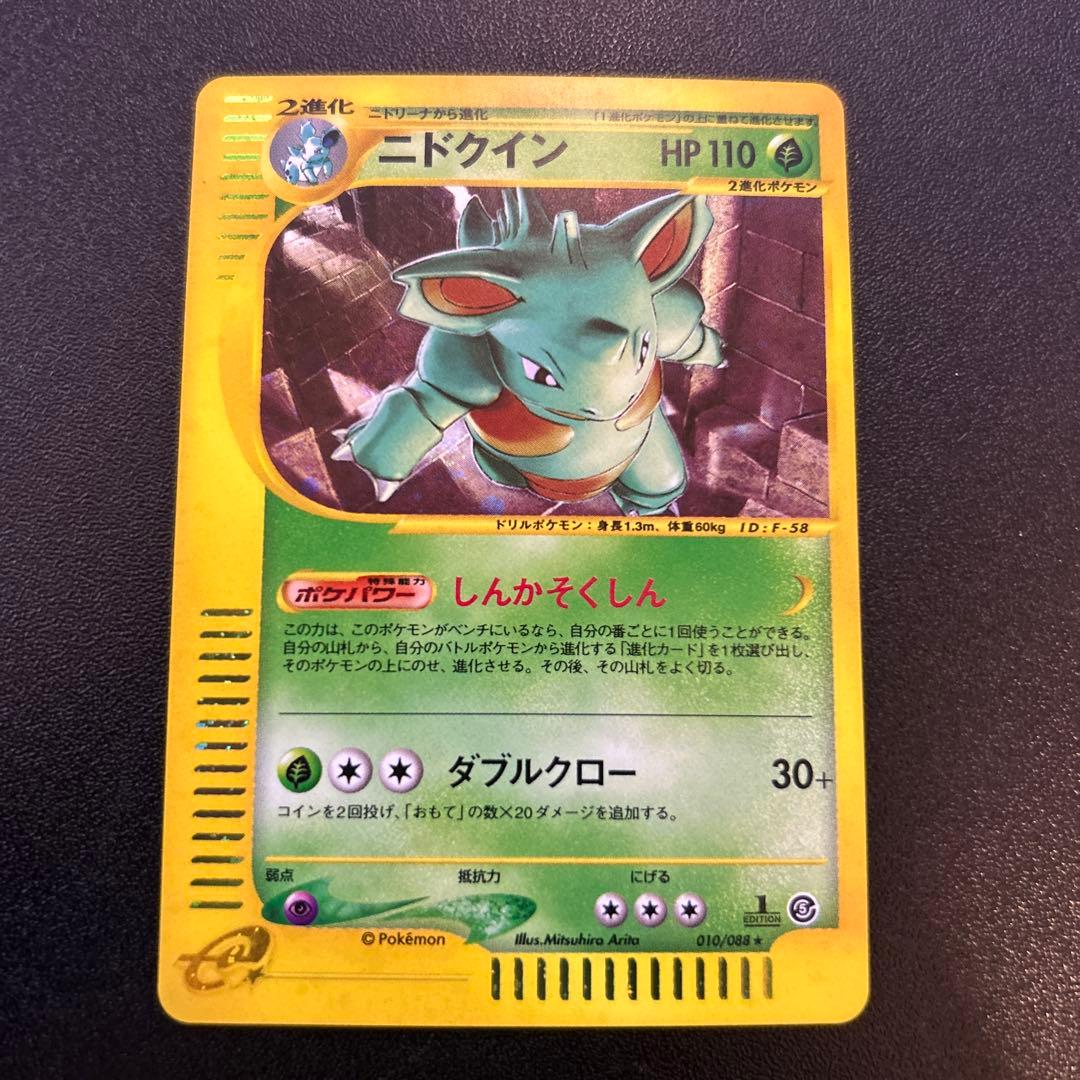 2進化 ニドリーナから進化 「1進化ポケモン」の上に重ねて進化させます
ニドクイン HP110
2進化ポケモン
ドリルポケモン：身長1.3m、体重60kg ID:F-58
特殊能力
ポケパワー しんかそくしん
この力は、このポケモンがベンチにいるなら、自分の番ごとに1回使うことができる。
自分の山札から、自分のバトルポケモンから進化する「進化カード」を1枚選び出し、
そのポケモンの上にのせ、進化させる。その後、その山札をよく切る。
ダブルクロー 30+
コインを2回投げ、「おもて」の数×20ダメージを追加する。
弱点 抵抗力 にげる
1 EDITION 5
©Pokémon Illus.Mitsuhiro Arita 010/088★
e